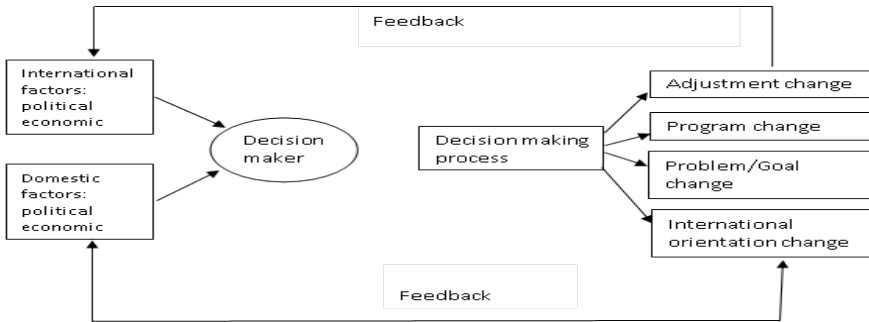 Feedback
International
factors:
political
economic
Domestic
factors:
political
economic
Decision
maker
Decision making
process
Adjustment change
Program change
Problem/Goal
change
International
orientation change
Feedback